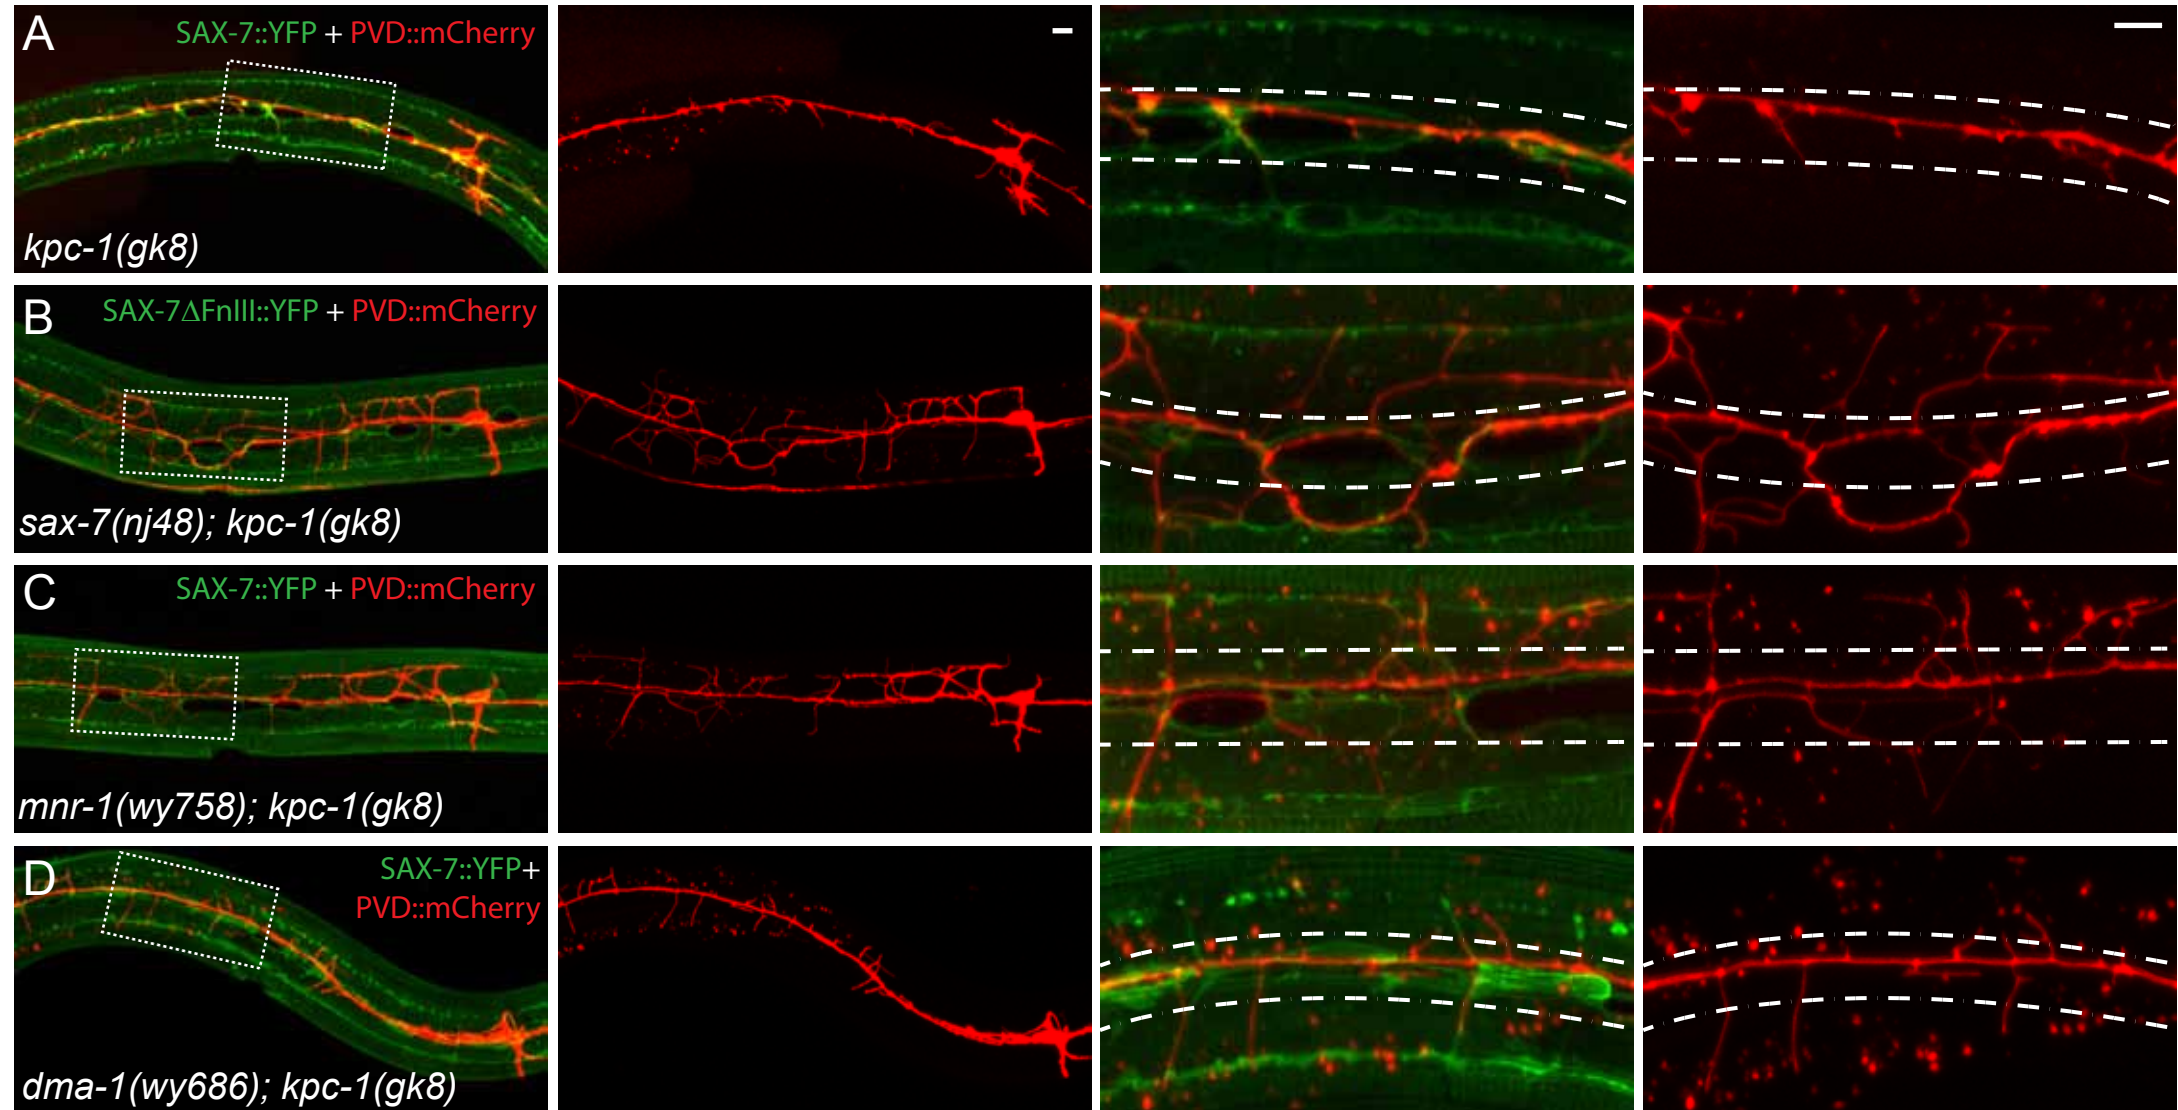 A
SAX-7::YFP + PVD::mCherry
kpc-1(gk8)
B
SAX-7ΔFnIII::YFP + PVD::mCherry
sax-7(nj48); kpc-1(gk8)
C
SAX-7::YFP + PVD::mCherry
mnr-1(wy758); kpc-1(gk8)
D
SAX-7::YFP+
PVD::mCherry
dma-1(wy686); kpc-1(gk8)